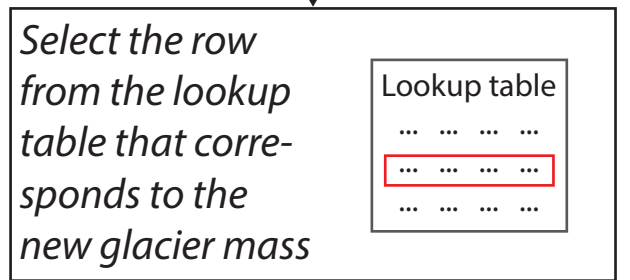 Select the row
from the lookup
table that corre-
sponds to the
new glacier mass
Lookup table
... ... ... ...
... ... ... ...
... ... ... ...